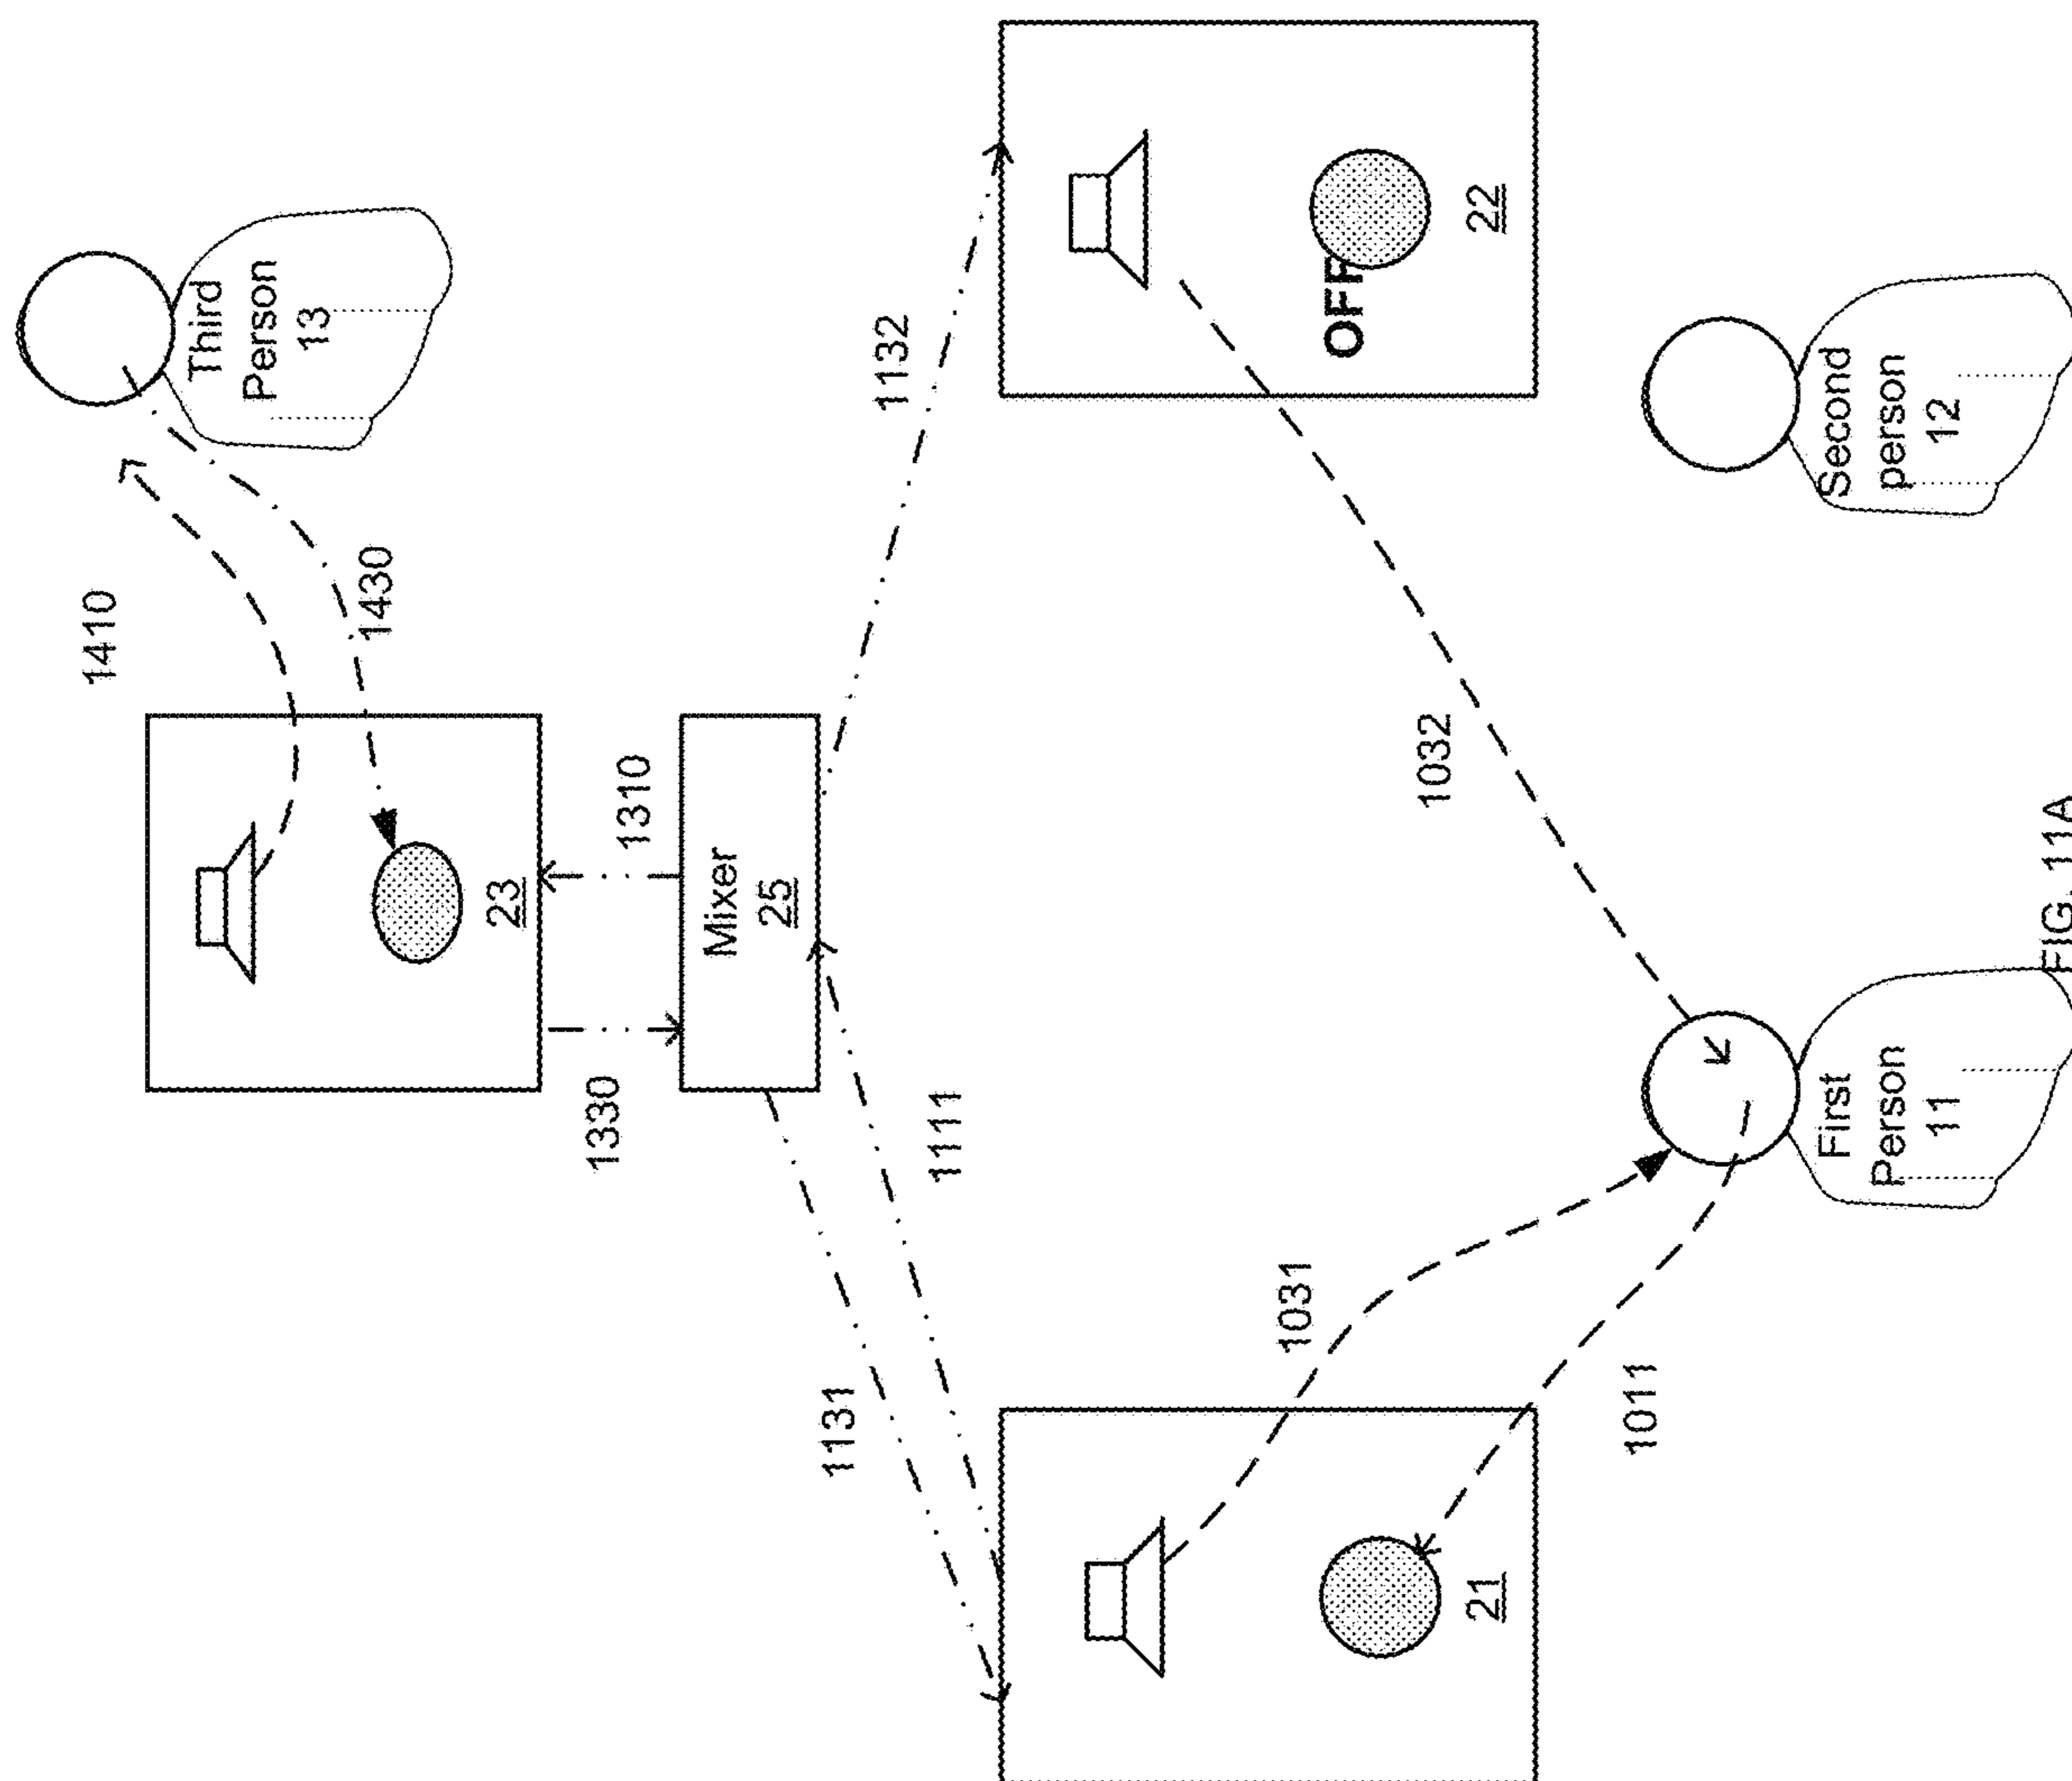 Third
Person
13
1410
1430
23
1330
1310
Mixer
25
1131
1111
1132
OFF
22
21
1031
1032
1011
First
Person
11
Second
person
12
FIG. 11A